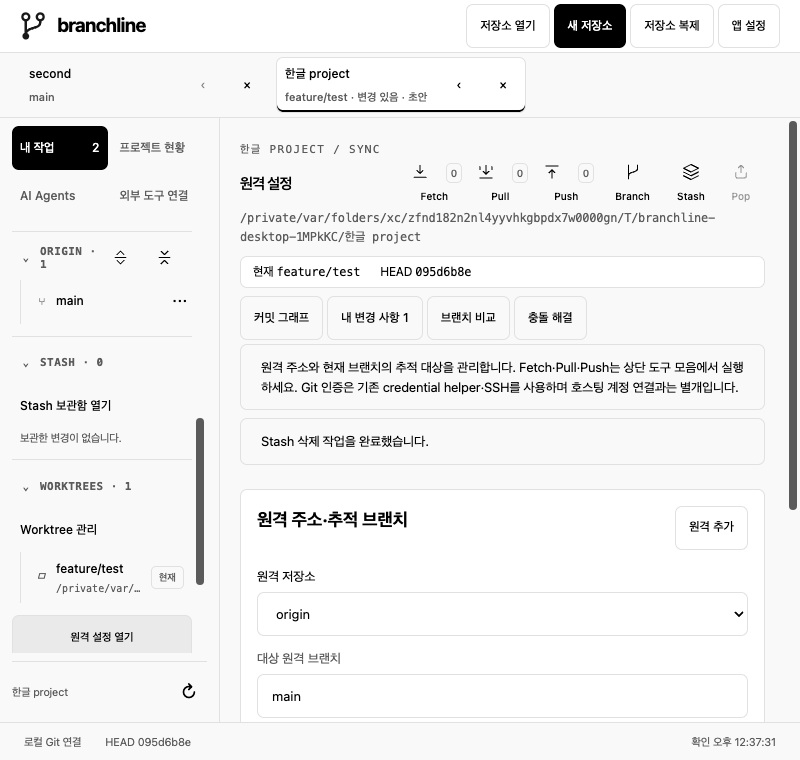 branchline
저장소 열기
새 저장소
저장소 복제
앱 설정
second
main
한글 project
feature/test · 변경 있음 · 초안
내 작업 2
프로젝트 현황
AI Agents
외부 도구 연결
ORIGIN ·
1
main
STASH · 0
Stash 보관함 열기
보관한 변경이 없습니다.
WORKTREES · 1
Worktree 관리
feature/test
/private/var/…
현재
원격 설정 열기
한글 project
한글 PROJECT / SYNC
원격 설정
0
Fetch
0
Pull
0
Push
Branch
Stash
Pop
/private/var/folders/xc/zfnd182n2nl4yyvhkgbpdx7w0000gn/T/branchline-
desktop-1MPkKC/한글 project
현재 feature/test HEAD 095d6b8e
커밋 그래프
내 변경 사항 1
브랜치 비교
충돌 해결
원격 주소와 현재 브랜치의 추적 대상을 관리합니다. Fetch·Pull·Push는 상단 도구 모음에서 실행
하세요. Git 인증은 기존 credential helper·SSH를 사용하며 호스팅 계정 연결과는 별개입니다.
Stash 삭제 작업을 완료했습니다.
원격 주소·추적 브랜치
원격 추가
원격 저장소
origin
대상 원격 브랜치
main
로컬 Git 연결
HEAD 095d6b8e
확인 오후 12:37:31